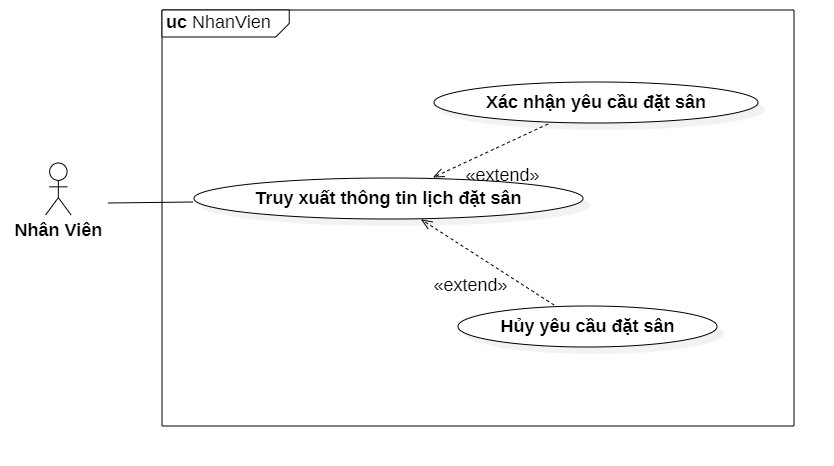 uc NhanVien
Xác nhận yêu cầu đặt sân
«extend»
Truy xuất thông tin lịch đặt sân
Nhân Viên
«extend»
Hủy yêu cầu đặt sân